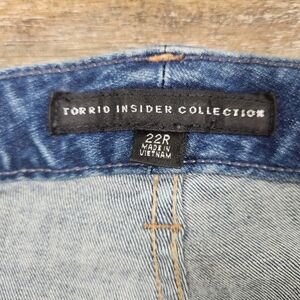 TORRID INSIDER COLLECTION
22R
MADE IN
VIETNAM